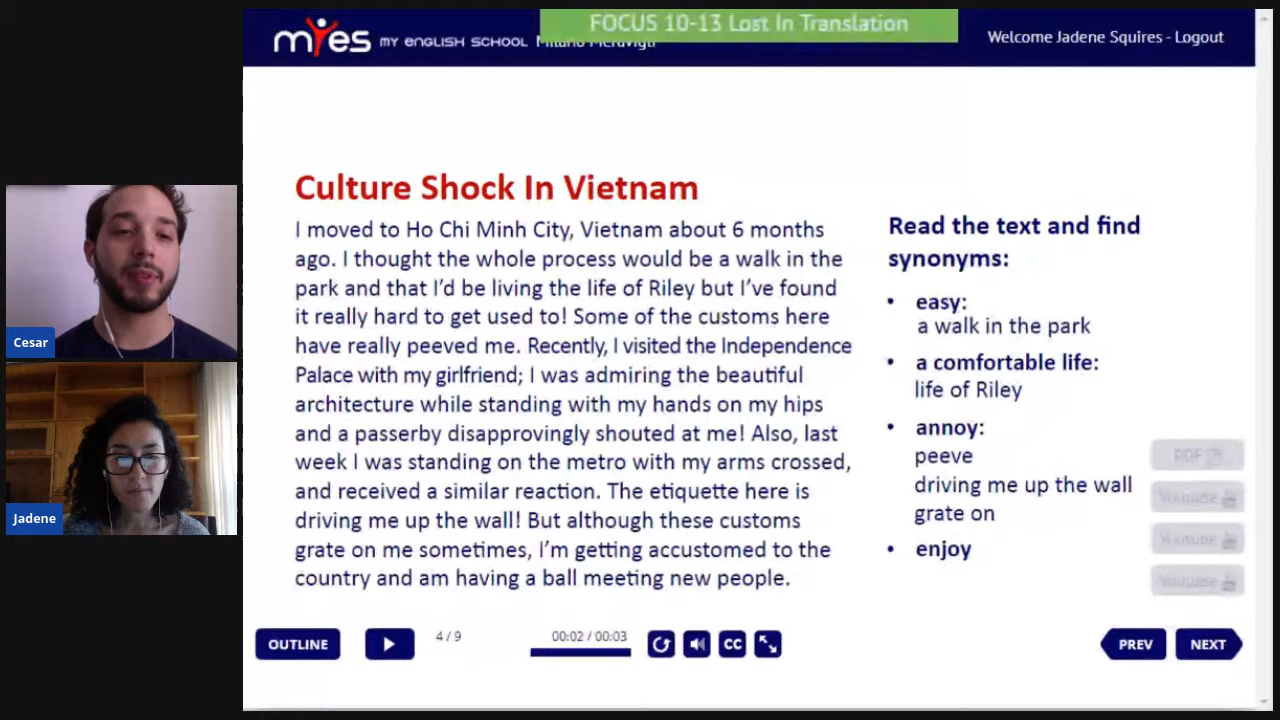 FOCUS 10-13 Lost In Translation
myes MY ENGLISH SCHOOL Milano Meravigli
Welcome Jadene Squires - Logout
Culture Shock In Vietnam
I moved to Ho Chi Minh City, Vietnam about 6 months
ago. I thought the whole process would be a walk in the
park and that I'd be living the life of Riley but I've found
it really hard to get used to! Some of the customs here
have really peeved me. Recently, I visited the Independence
Palace with my girlfriend; I was admiring the beautiful
architecture while standing with my hands on my hips
and a passerby disapprovingly shouted at me! Also, last
week I was standing on the metro with my arms crossed,
and received a similar reaction. The etiquette here is
driving me up the wall! But although these customs
grate on me sometimes, I'm getting accustomed to the
country and am having a ball meeting new people.
Read the text and find
synonyms:
• easy:
a walk in the park
• a comfortable life:
life of Riley
• annoy:
peeve
driving me up the wall
grate on
• enjoy
PDF
Youtube
Youtube
Youtube
Cesar
Jadene
OUTLINE
4 / 9
00:02 / 00:03
CC
PREV
NEXT